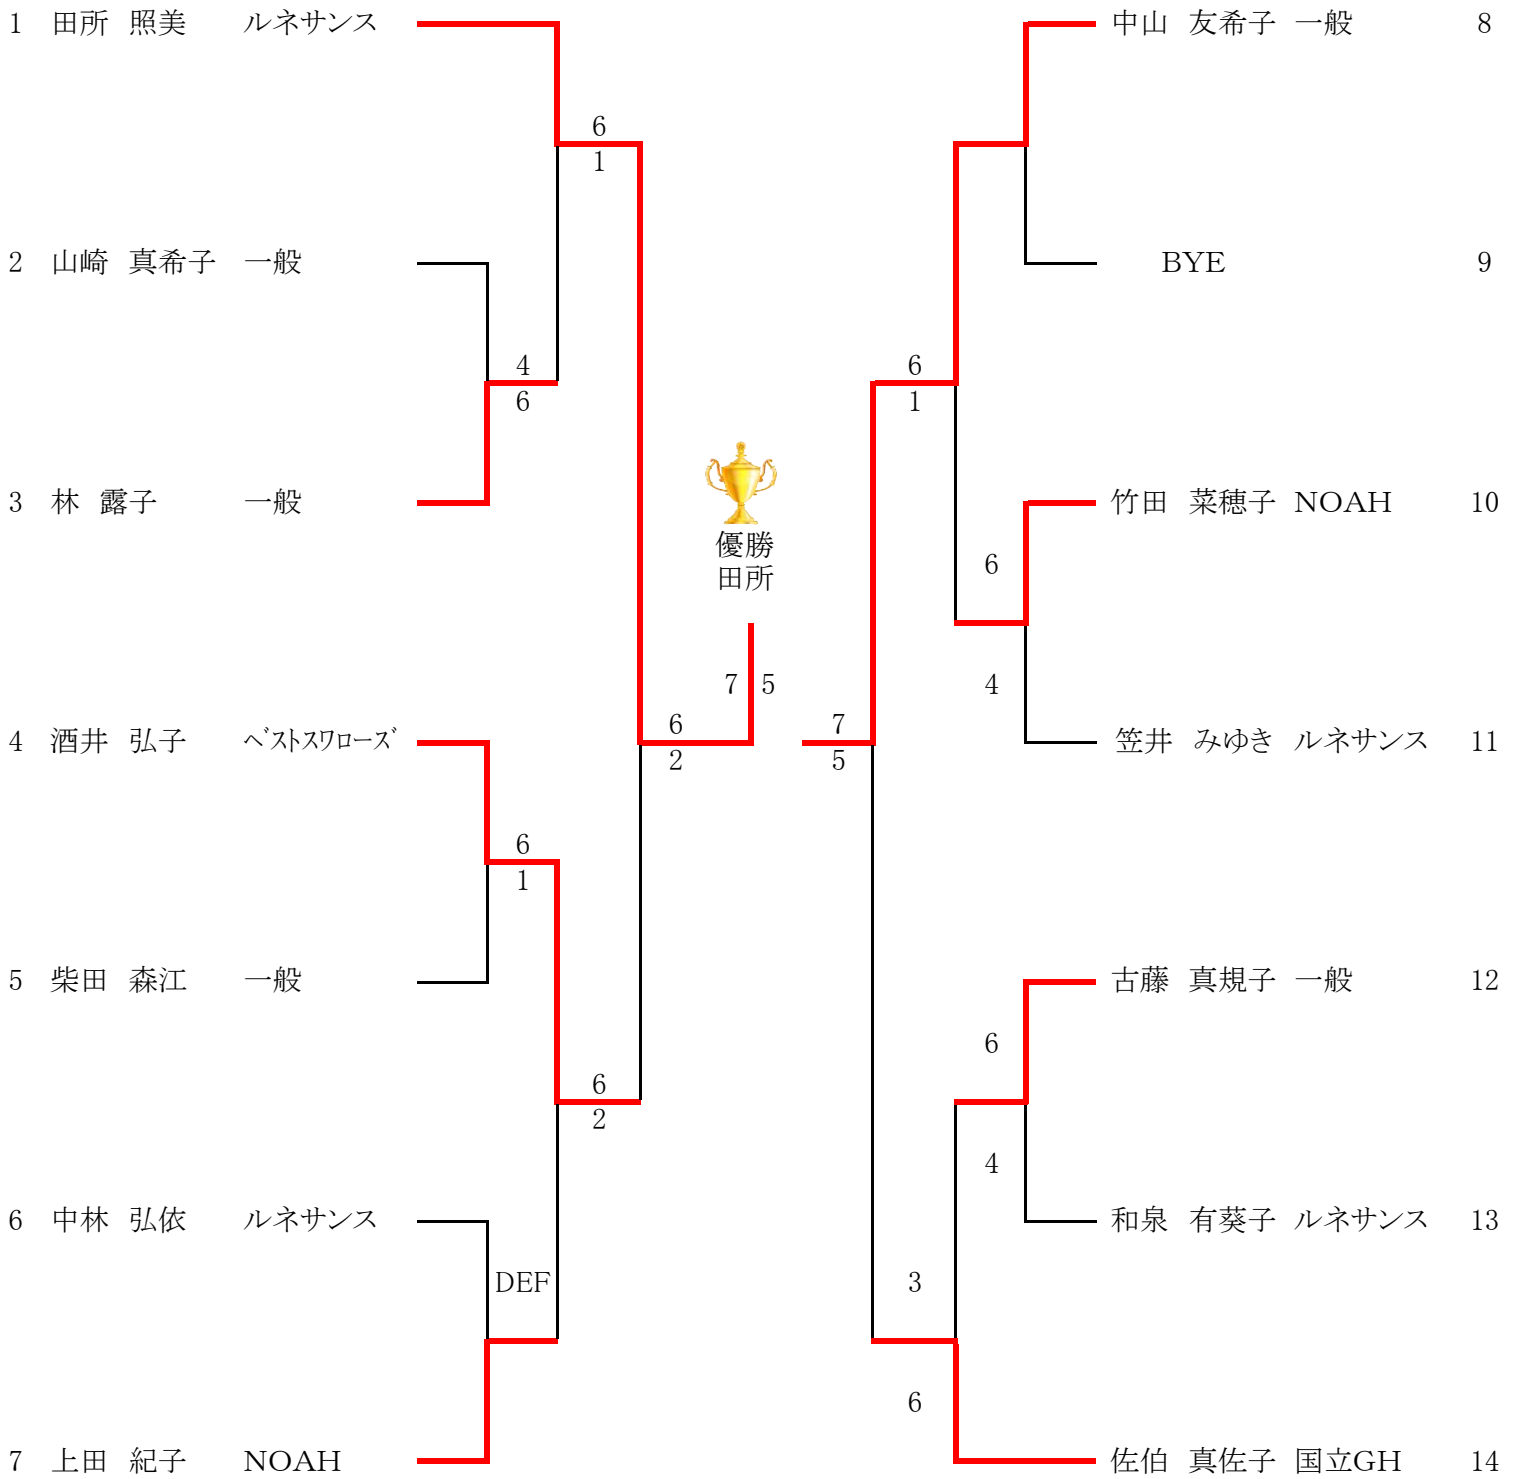 1 田所 照美 ルネサンス
6
1
2 山崎 真希子 一般
4
6
3 林 露子 一般
4 酒井 弘子 ベストスワローズ
6
1
5 柴田 森江 一般
6
2
6 中林 弘依 ルネサンス
DEF
7 上田 紀子 NOAH
6
2
優勝
田所
7 5
7
5
中山 友希子 一般 8
BYE 9
6
1
竹田 菜穂子 NOAH 10
6
4
笠井 みゆき ルネサンス 11
古藤 真規子 一般 12
6
4
和泉 有葵子 ルネサンス 13
3
6
佐伯 真佐子 国立GH 14